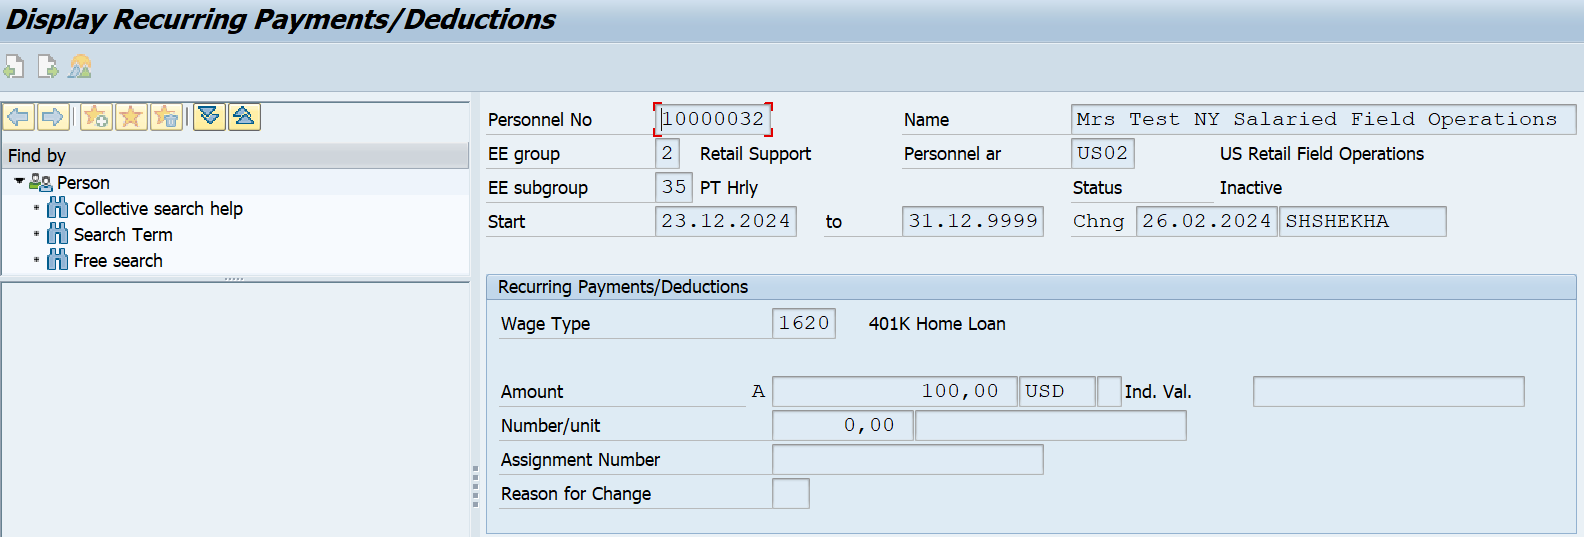 Display Recurring Payments/Deductions
Find by
Person
Collective search help
Search Term
Free search
Personnel No 10000032 Name Mrs Test NY Salaried Field Operations
EE group 2 Retail Support Personnel ar US02 US Retail Field Operations
EE subgroup 35 PT Hrly Status Inactive
Start 23.12.2024 to 31.12.9999 Chng 26.02.2024 SHSHEKHA
Recurring Payments/Deductions
Wage Type 1620 401K Home Loan
Amount A 100,00 USD Ind. Val.
Number/unit 0,00
Assignment Number
Reason for Change